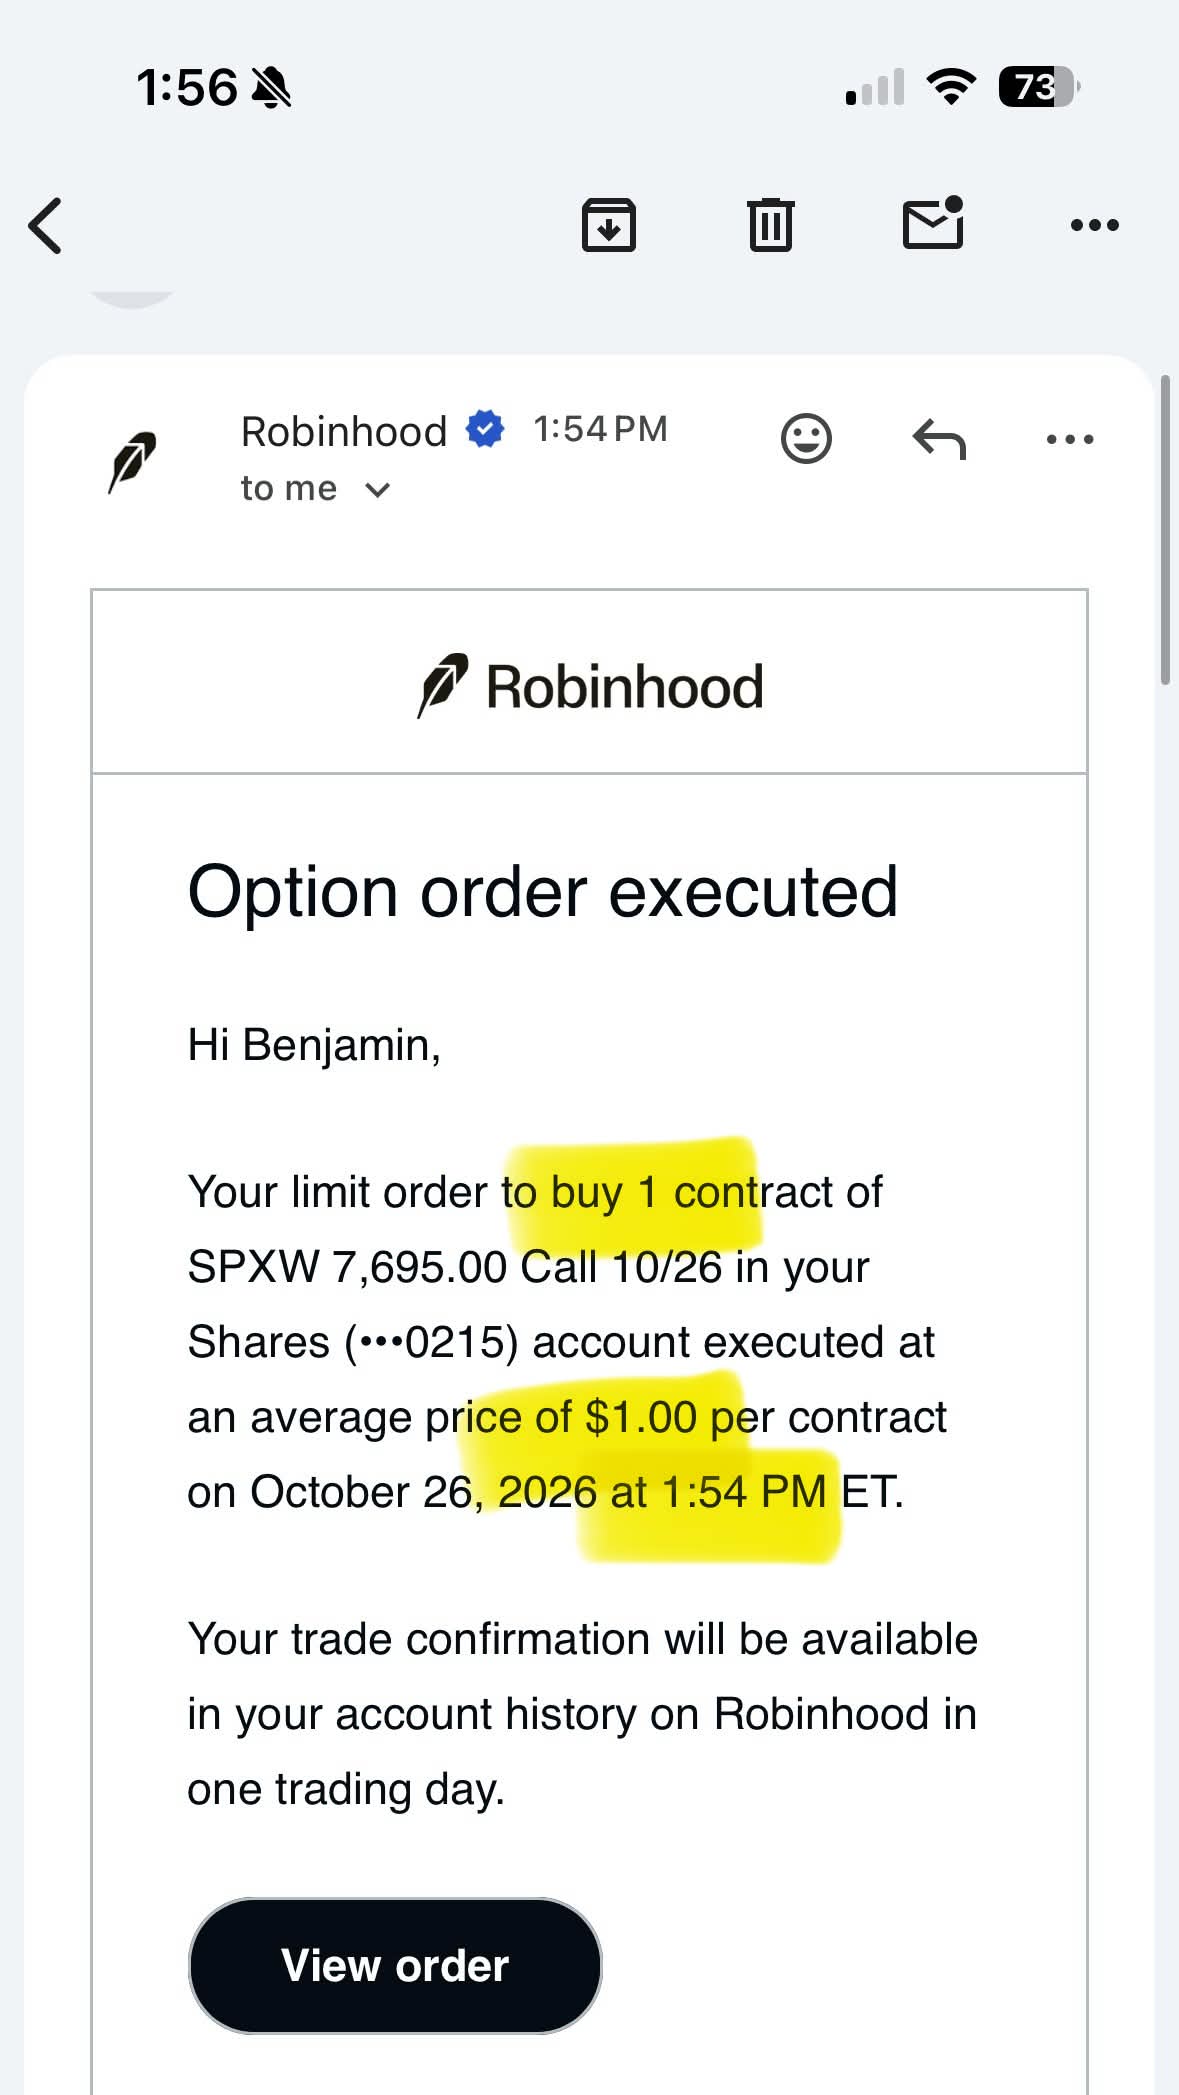 1:56
73
Robinhood 1:54 PM
to me
Robinhood
Option order executed
Hi Benjamin,
Your limit order to buy 1 contract of
SPXW 7,695.00 Call 10/26 in your
Shares (•••0215) account executed at
an average price of $1.00 per contract
on October 26, 2026 at 1:54 PM ET.
Your trade confirmation will be available
in your account history on Robinhood in
one trading day.
View order